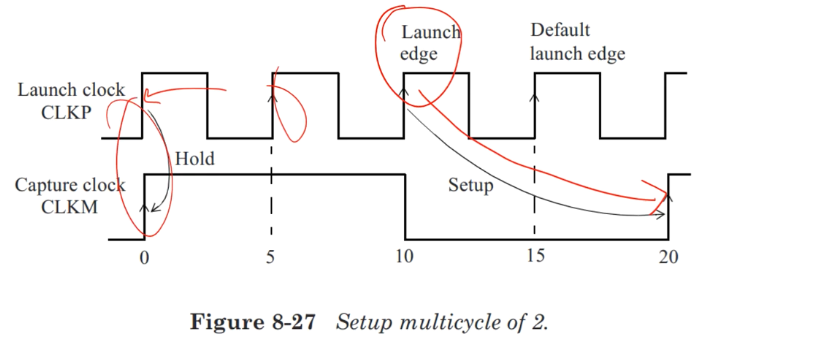 Launch
edge
Default
launch edge
Launch clock
CLKP
Hold
Capture clock
CLKM
Setup
0 5 10 15 20
Figure 8-27 Setup multicycle of 2.